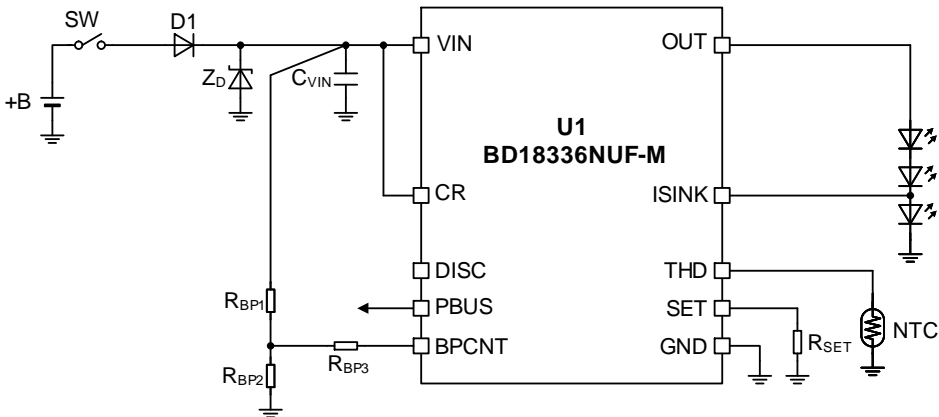 SW
D1
+B
ZD
CVIN
VIN
OUT
U1
BD18336NUF-M
CR
ISINK
DISC
THD
RBP1
PBUS
SET
RSET
NTC
BPCNT
GND
RBP3
RBP2